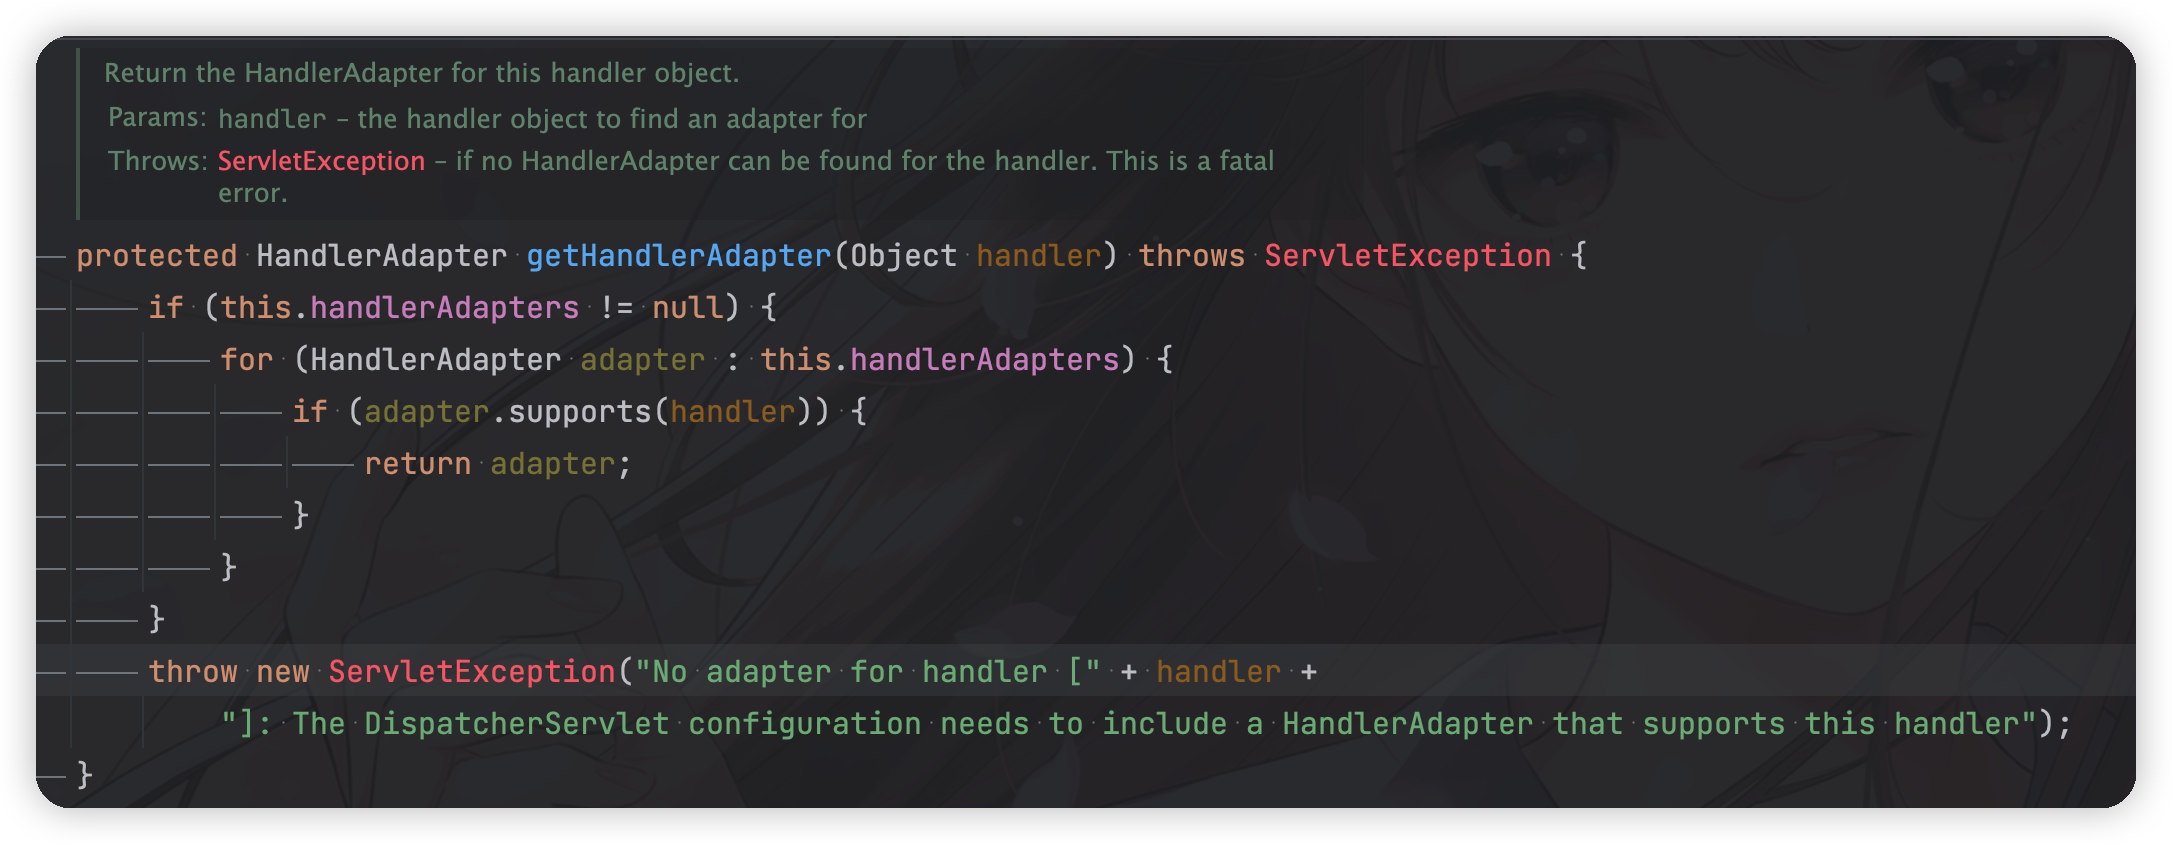 Return the HandlerAdapter for this handler object.
Params: handler – the handler object to find an adapter for
Throws: ServletException – if no HandlerAdapter can be found for the handler. This is a fatal
error.
protected HandlerAdapter getHandlerAdapter(Object handler) throws ServletException {
if (this.handlerAdapters != null) {
for (HandlerAdapter adapter : this.handlerAdapters) {
if (adapter.supports(handler)) {
return adapter;
}
}
}
throw new ServletException("No adapter for handler [" + handler +
"]: The DispatcherServlet configuration needs to include a HandlerAdapter that supports this handler");
}